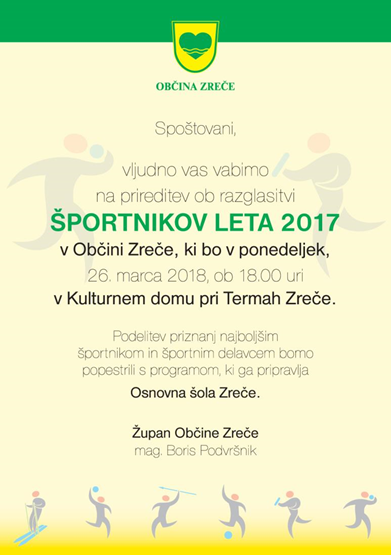 OBČINA ZREČE
Spoštovani,
vljudno vas vabimo
na prireditev ob razglasitvi
ŠPORTNIKOV LETA 2017
v Občini Zreče, ki bo v ponedeljek,
26. marca 2018, ob 18.00 uri
v Kulturnem domu pri Termah Zreče.
Podelitev priznanj najboljšim
športnikom in športnim delavcem bomo
popestrili s programom, ki ga pripravlja
Osnovna šola Zreče.
Župan Občine Zreče
mag. Boris Podvršnik